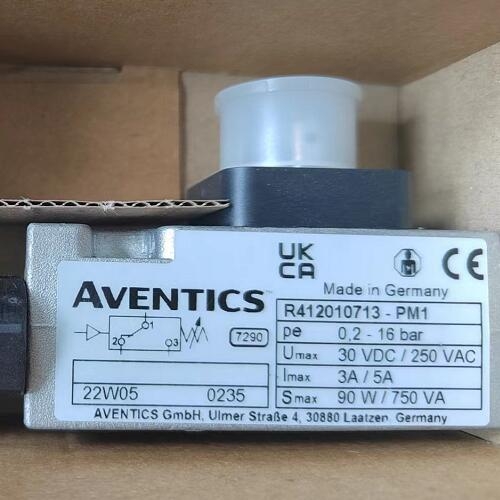 UK
CA
CE
Made in Germany
AVENTICS
R412010713 - PM1
pe 0,2 - 16 bar
Umax 30 VDC / 250 VAC
Imax 3A / 5A
Smax 90 W / 750 VA
1
2
3
7290
22W05 0235
AVENTICS GmbH, Ulmer Straße 4, 30880 Laatzen, Germany